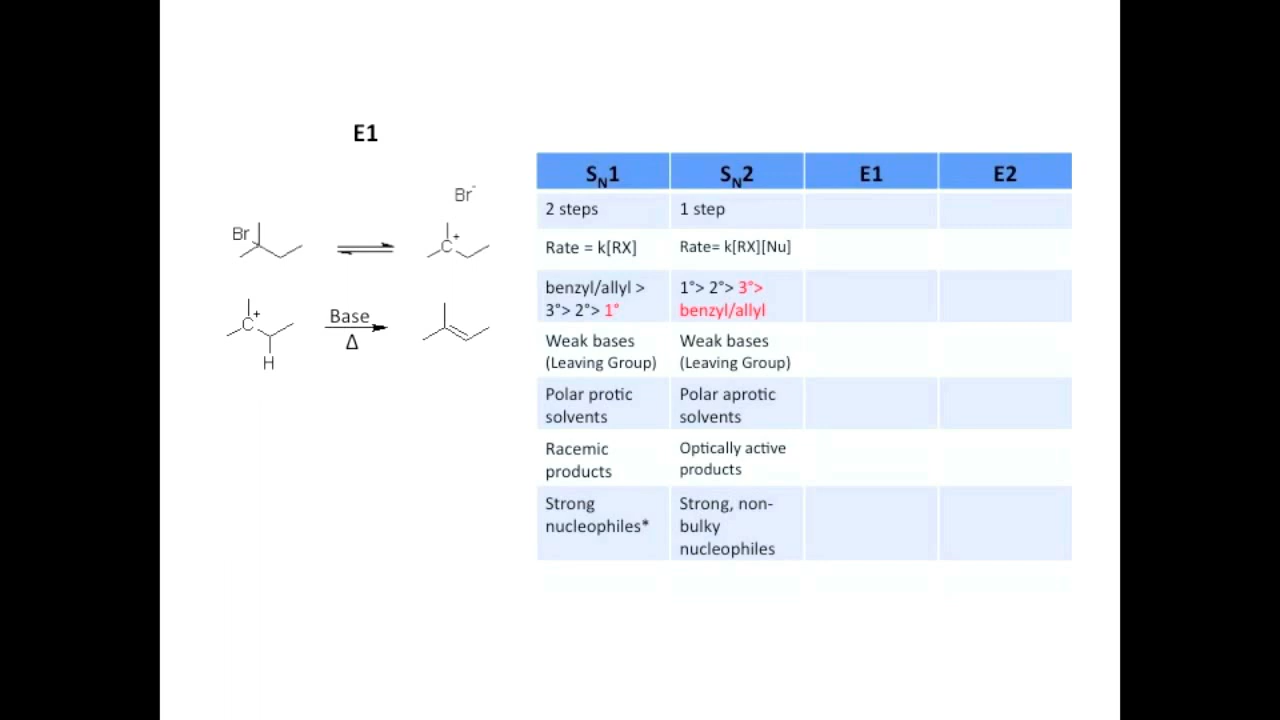 E1
Br-
Br
C+
C+
H
Base
Δ
SN1 SN2 E1 E2
2 steps 1 step
Rate = k[RX] Rate= k[RX][Nu]
benzyl/allyl >
3°> 2°> 1°
1°> 2°> 3°>
benzyl/allyl
Weak bases
(Leaving Group)
Weak bases
(Leaving Group)
Polar protic
solvents
Polar aprotic
solvents
Racemic
products
Optically active
products
Strong
nucleophiles*
Strong, non-
bulky
nucleophiles